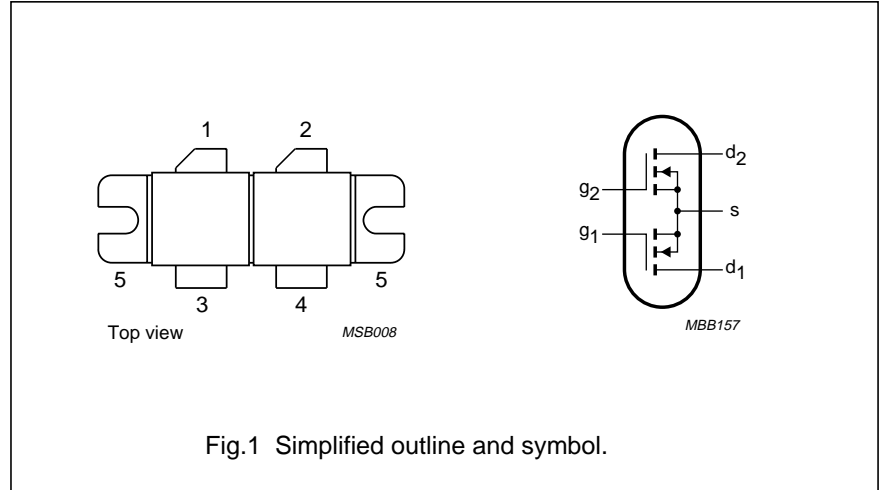 1 2
5 5
3 4
Top view MSB008
d2
g2
s
g1
d1
MBB157
Fig.1 Simplified outline and symbol.